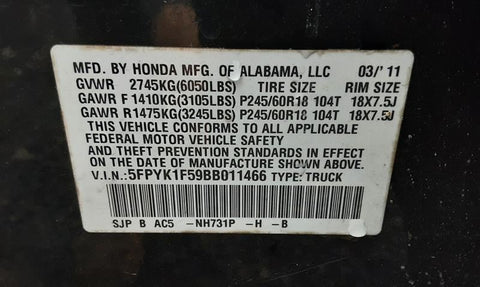 MFD. BY HONDA MFG. OF ALABAMA, LLC 03/'11
GVWR 2745KG(6050LBS) TIRE SIZE RIM SIZE
GAWR F 1410KG(3105LBS) P245/60R18 104T 18X7.5J
GAWR R1475KG(3245LBS) P245/60R18 104T 18X7.5J
THIS VEHICLE CONFORMS TO ALL APPLICABLE
FEDERAL MOTOR VEHICLE SAFETY
AND THEFT PREVENTION STANDARDS IN EFFECT ON
THE DATE OF MANUFACTURE SHOWN ABOVE.
V.I.N.: 5FPYK1F59BB011466 TYPE: TRUCK
SJP B AC5 -NH731P -H -B